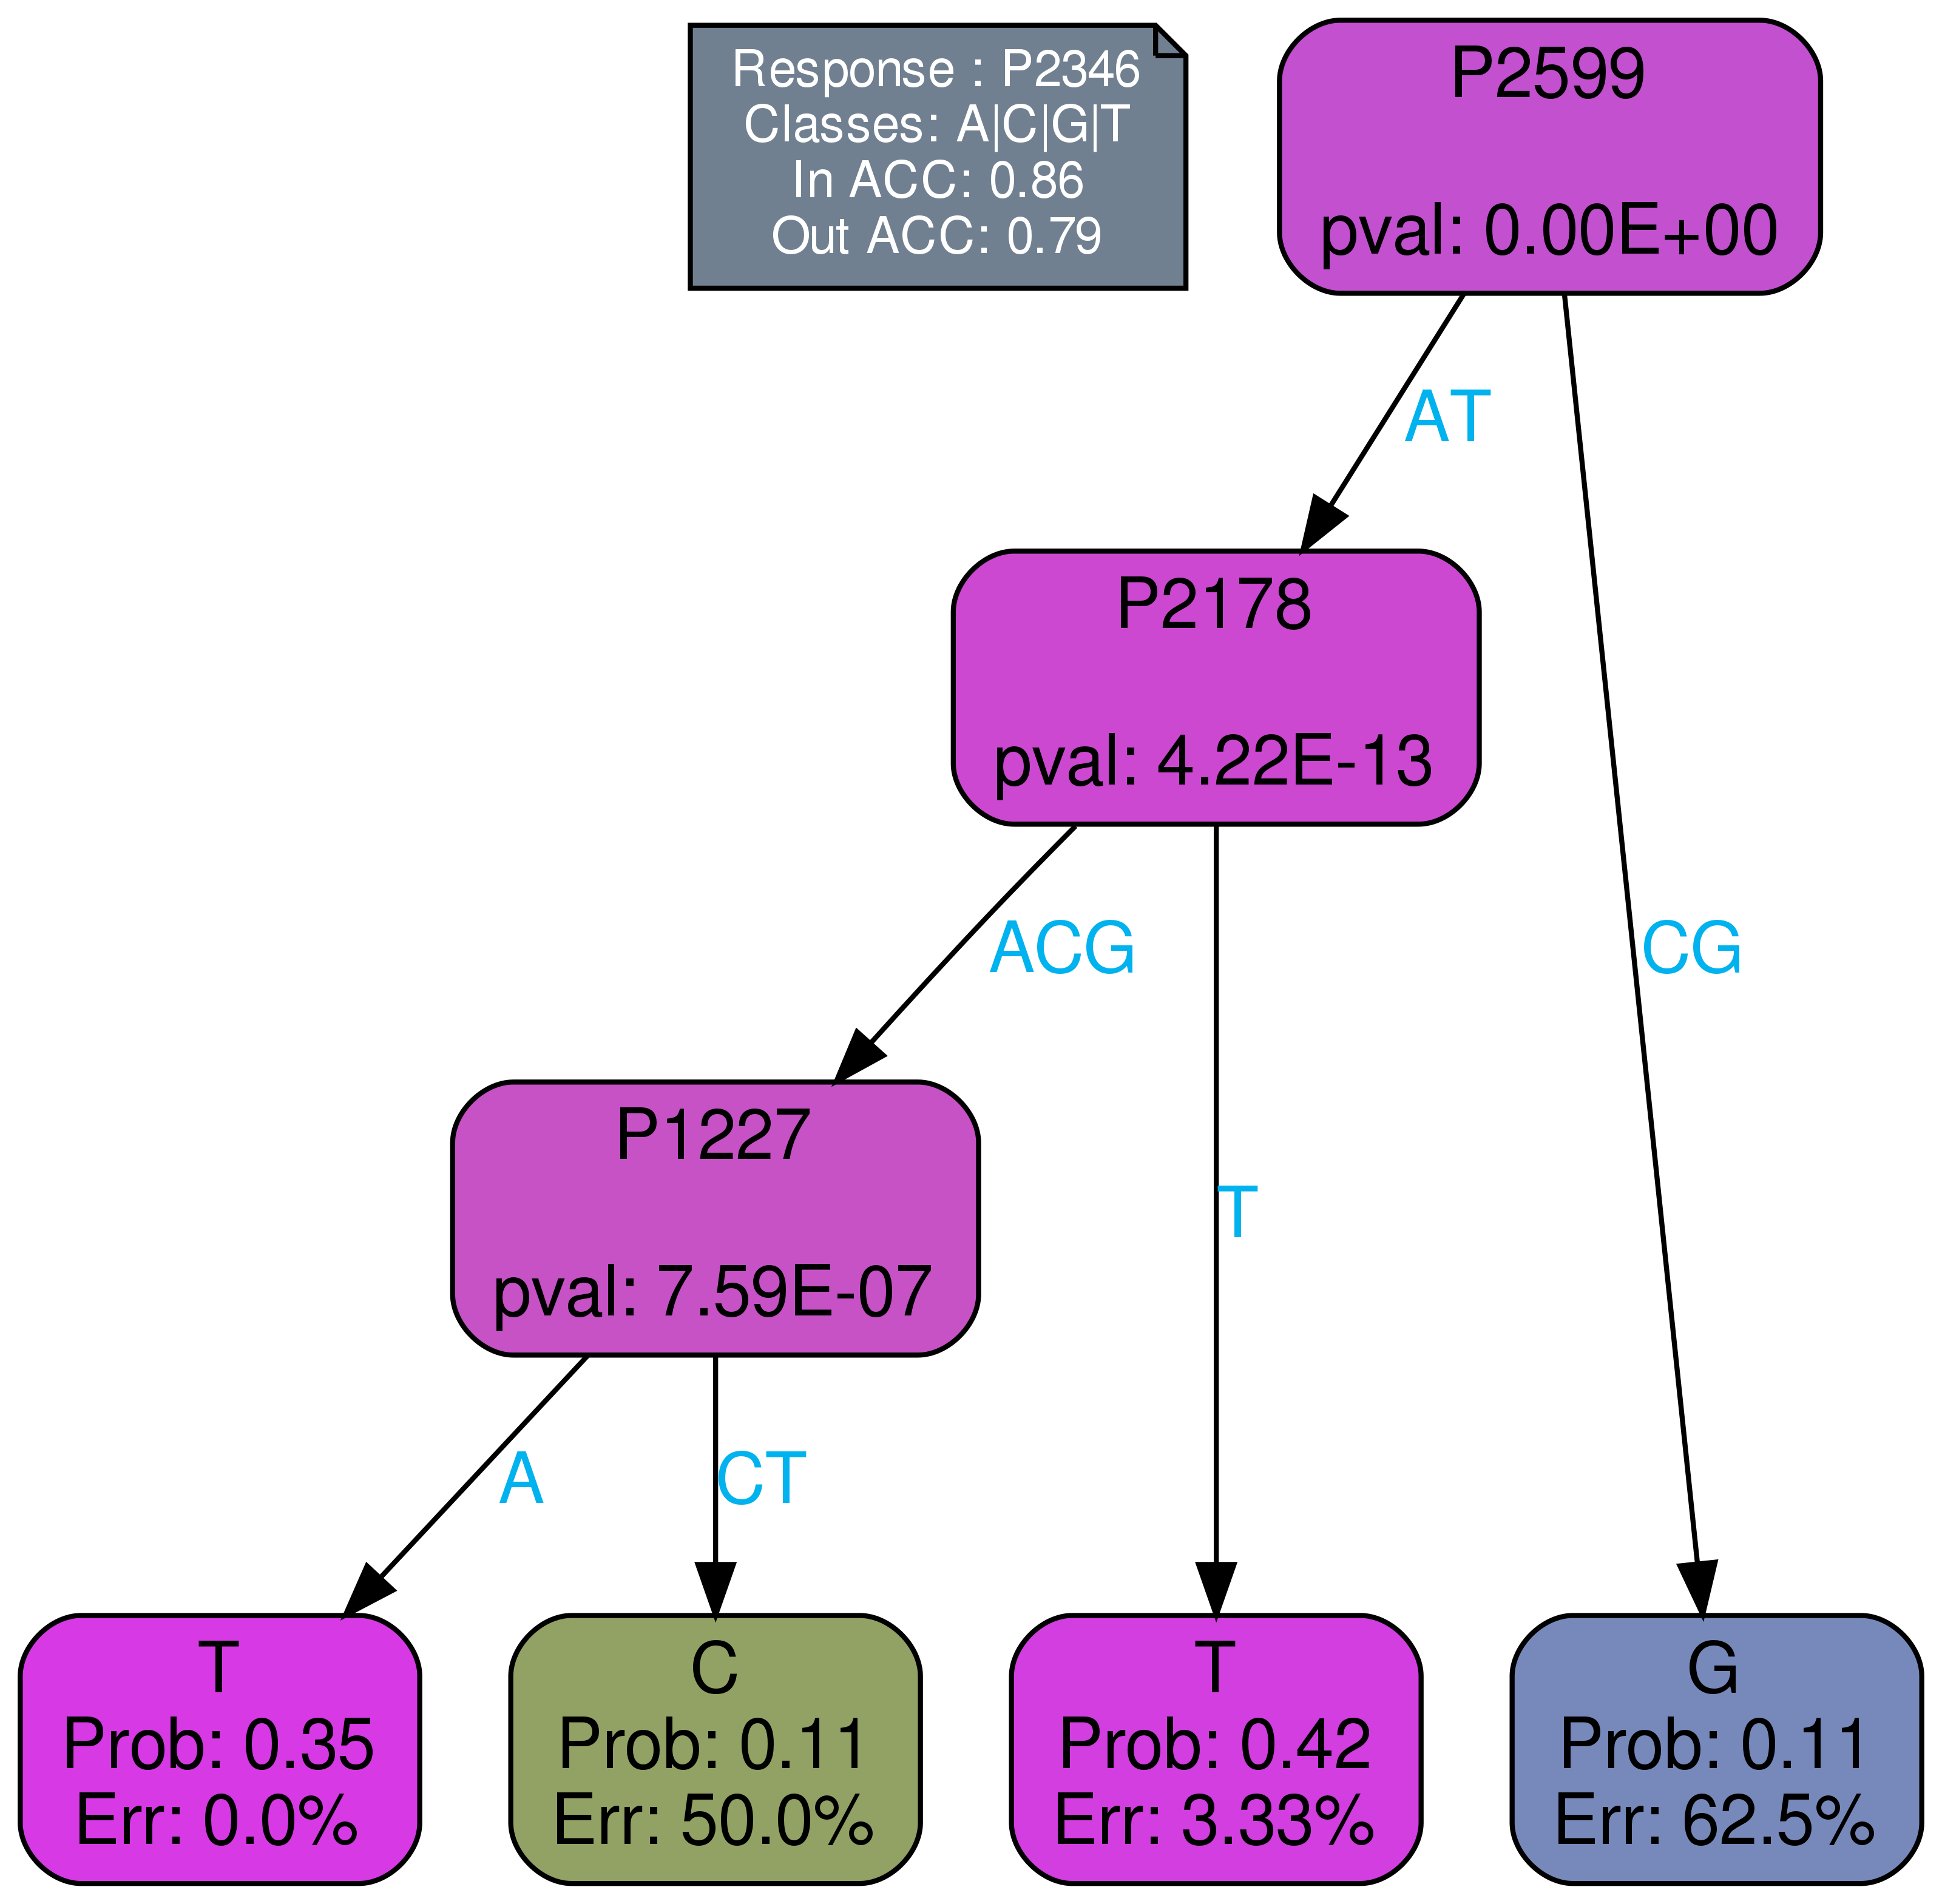 Response : P2346
Classes: A|C|G|T
In ACC: 0.86
Out ACC: 0.79
P2599
pval: 0.00E+00
AT
P2178
pval: 4.22E-13
ACG
CG
P1227
pval: 7.59E-07
T
A
CT
T
Prob: 0.35
Err: 0.0%
C
Prob: 0.11
Err: 50.0%
T
Prob: 0.42
Err: 3.33%
G
Prob: 0.11
Err: 62.5%